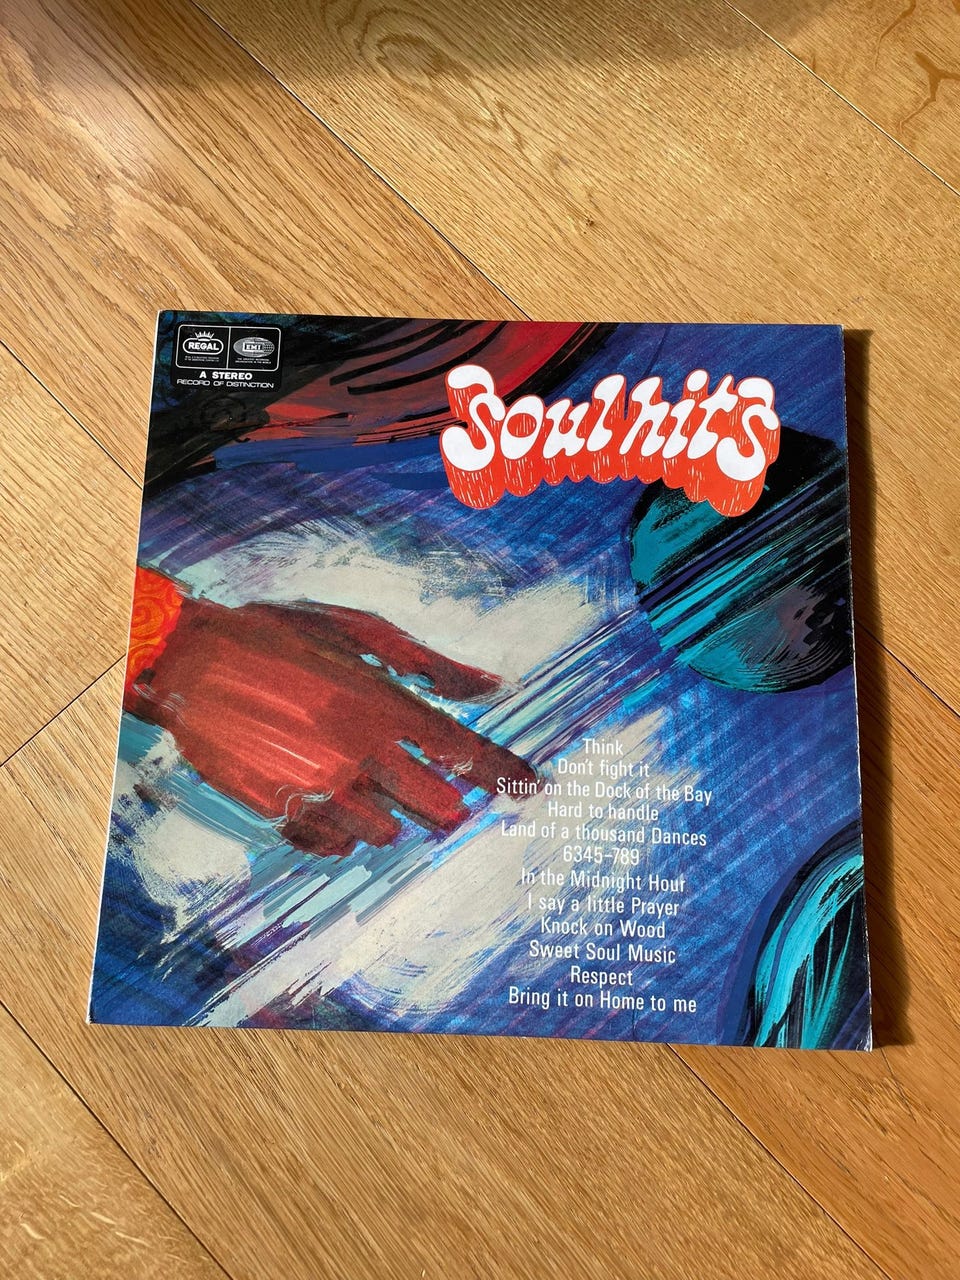 REGAL
EMI
A STEREO
RECORD OF DISTINCTION
Soul hits
Think
Don't fight it
Sittin' on the Dock of the Bay
Hard to handle
Land of a thousand Dances
6345-789
In the Midnight Hour
I say a little Prayer
Knock on Wood
Sweet Soul Music
Respect
Bring it on Home to me